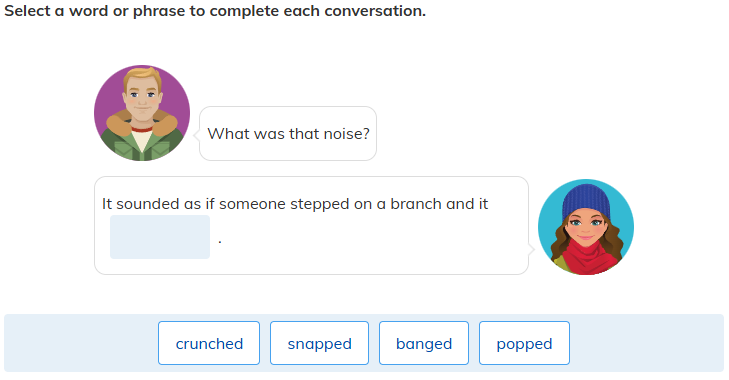 Select a word or phrase to complete each conversation.
What was that noise?
It sounded as if someone stepped on a branch and it
.
crunched snapped banged popped